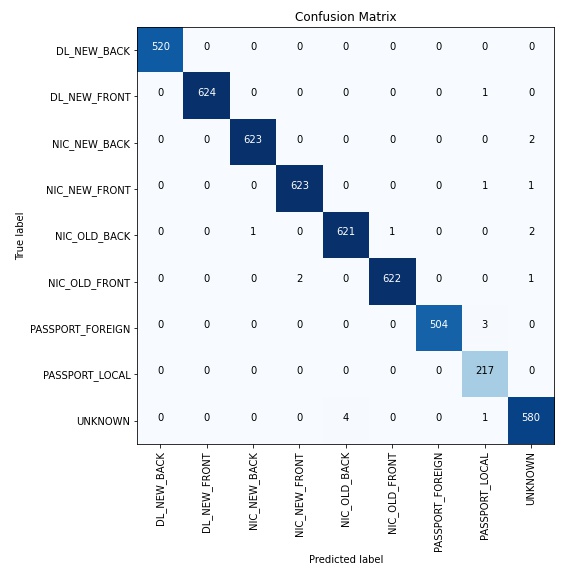 Confusion Matrix
DL_NEW_BACK 520 0 0 0 0 0 0 0 0
DL_NEW_FRONT 0 624 0 0 0 0 0 1 0
NIC_NEW_BACK 0 0 623 0 0 0 0 0 2
NIC_NEW_FRONT 0 0 0 623 0 0 0 1 1
NIC_OLD_BACK 0 0 1 0 621 1 0 0 2
NIC_OLD_FRONT 0 0 0 2 0 622 0 0 1
PASSPORT_FOREIGN 0 0 0 0 0 0 504 3 0
PASSPORT_LOCAL 0 0 0 0 0 0 0 217 0
UNKNOWN 0 0 0 0 4 0 0 1 580
True label
DL_NEW_BACK
DL_NEW_FRONT
NIC_NEW_BACK
NIC_NEW_FRONT
NIC_OLD_BACK
NIC_OLD_FRONT
PASSPORT_FOREIGN
PASSPORT_LOCAL
UNKNOWN
Predicted label